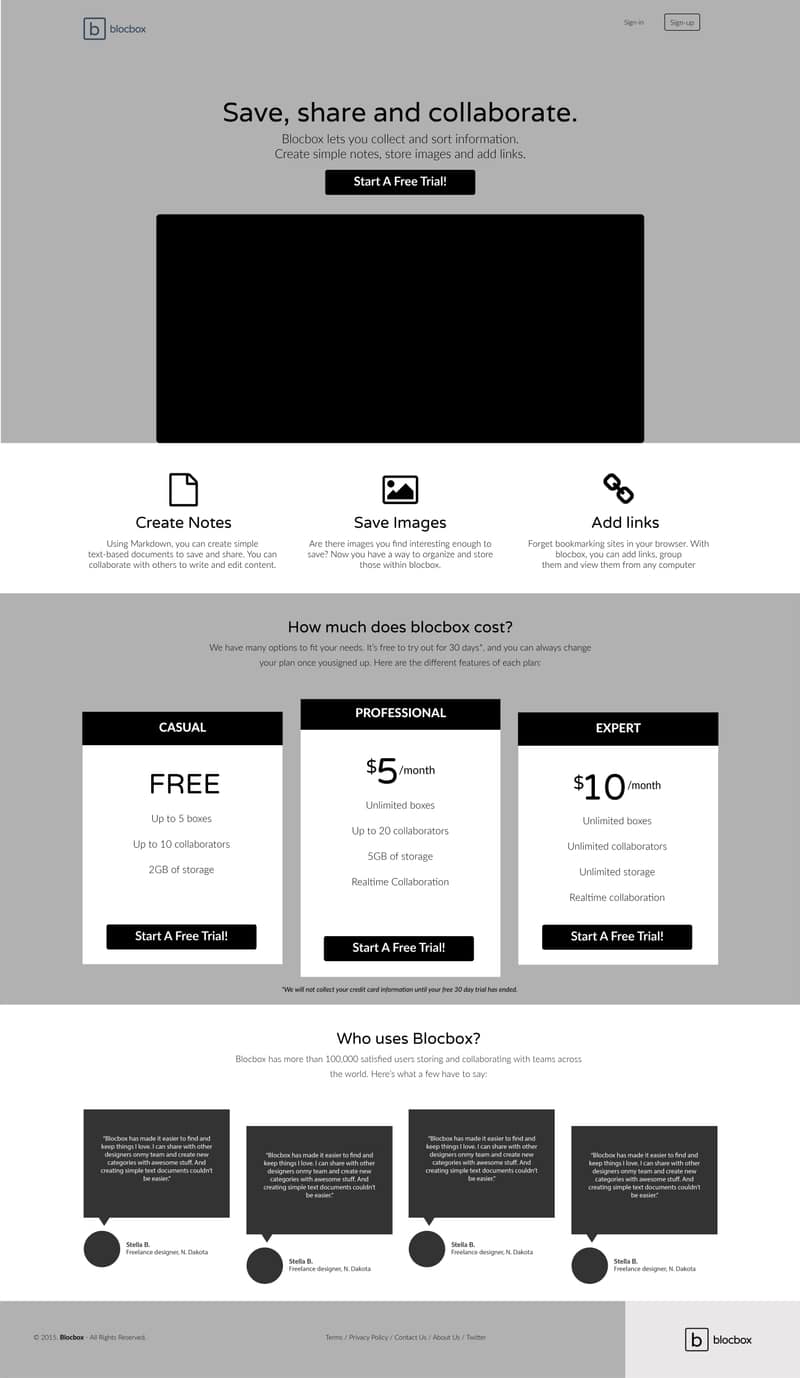 b blocbox
Sign in
Sign-up
Save, share and collaborate.
Blocbox lets you collect and sort information.
Create simple notes, store images and add links.
Start A Free Trial!
Create Notes
Using Markdown, you can create simple
text-based documents to save and share. You can
collaborate with others to write and edit content.
Save Images
Are there images you find interesting enough to
save? Now you have a way to organize and store
those within blocbox.
Add links
Forget bookmarking sites in your browser. With
blocbox, you can add links, group
them and view them from any computer
How much does blocbox cost?
We have many options to fit your needs. It's free to try out for 30 days*, and you can always change
your plan once yousigned up. Here are the different features of each plan:
CASUAL
FREE
Up to 5 boxes
Up to 10 collaborators
2GB of storage
Start A Free Trial!
PROFESSIONAL
$5/month
Unlimited boxes
Up to 20 collaborators
5GB of storage
Realtime Collaboration
Start A Free Trial!
EXPERT
$10/month
Unlimited boxes
Unlimited collaborators
Unlimited storage
Realtime collaboration
Start A Free Trial!
*We will not collect your credit card information until your free 30 day trial has ended.
Who uses Blocbox?
Blocbox has more than 100,000 satisfied users storing and collaborating with teams across
the world. Here's what a few have to say:
"Blocbox has made it easier to find and
keep things I love. I can share with other
designers onmy team and create new
categories with awesome stuff. And
creating simple text documents couldn't
be easier."
Stella B.
Freelance designer, N. Dakota
"Blocbox has made it easier to find and
keep things I love. I can share with other
designers onmy team and create new
categories with awesome stuff. And
creating simple text documents couldn't
be easier."
Stella B.
Freelance designer, N. Dakota
"Blocbox has made it easier to find and
keep things I love. I can share with other
designers onmy team and create new
categories with awesome stuff. And
creating simple text documents couldn't
be easier."
Stella B.
Freelance designer, N. Dakota
"Blocbox has made it easier to find and
keep things I love. I can share with other
designers onmy team and create new
categories with awesome stuff. And
creating simple text documents couldn't
be easier."
Stella B.
Freelance designer, N. Dakota
© 2015. Blocbox - All Rights Reserved.
Terms / Privacy Policy / Contact Us / About Us / Twitter
b blocbox